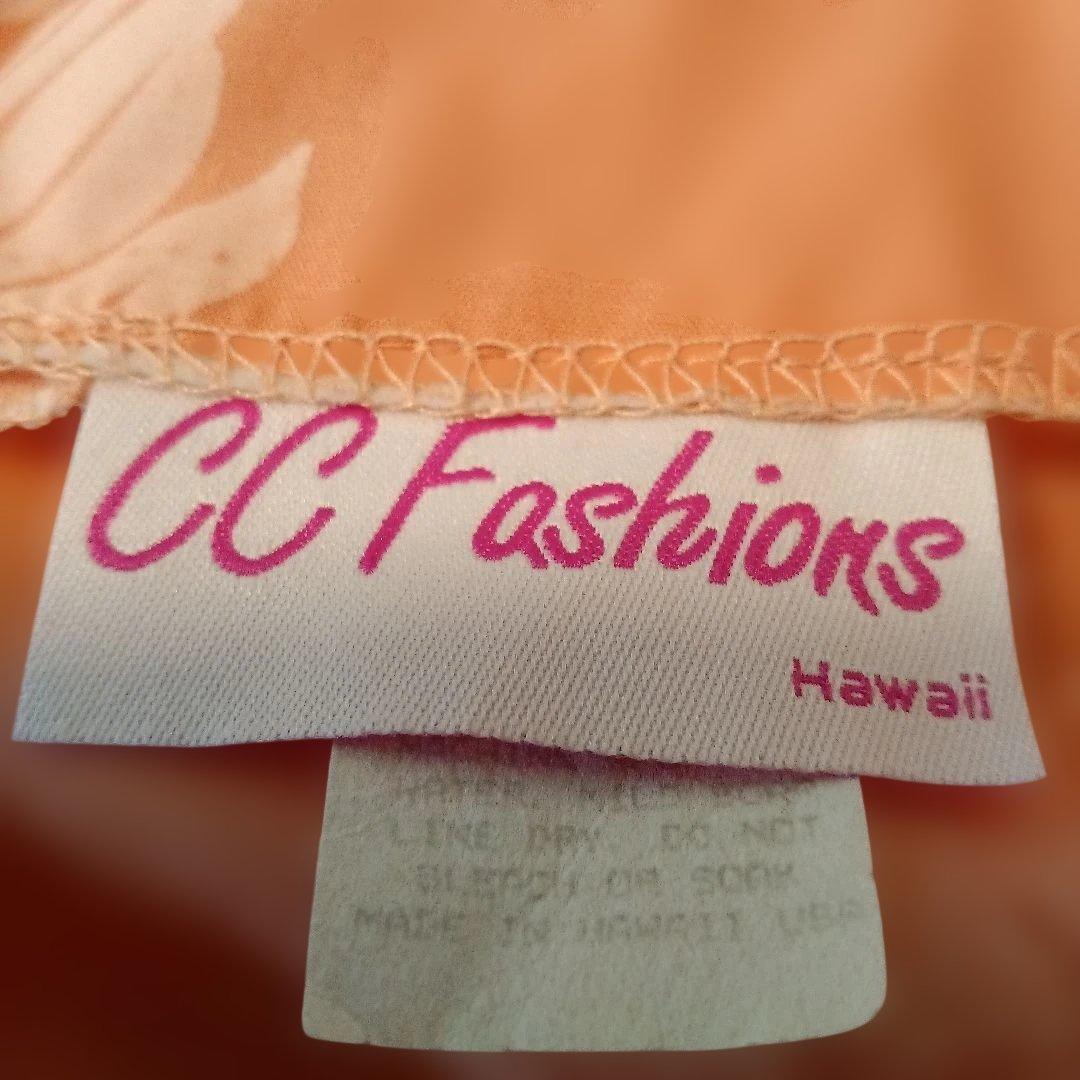 CC Fashions
Hawaii
LINE DRY. DO NOT
BLEACH OR SOAK
MADE IN HAWAII USA